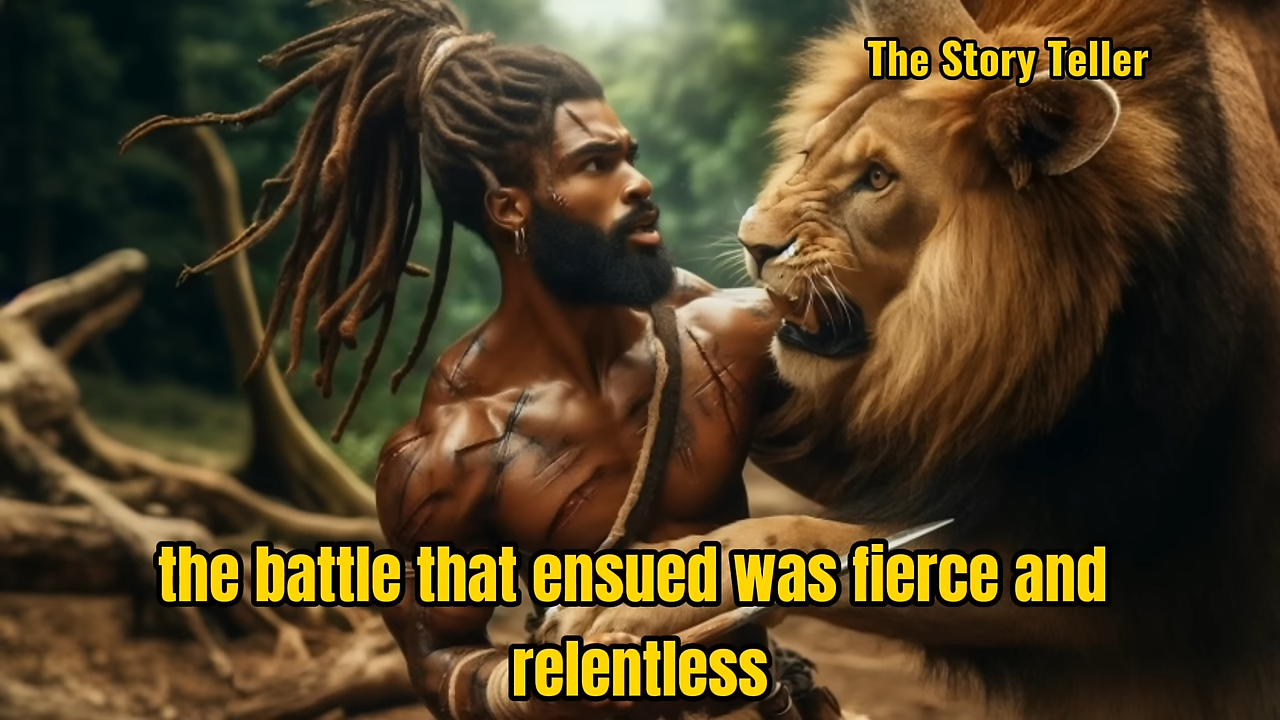 The Story Teller
the battle that ensued was fierce and
relentless